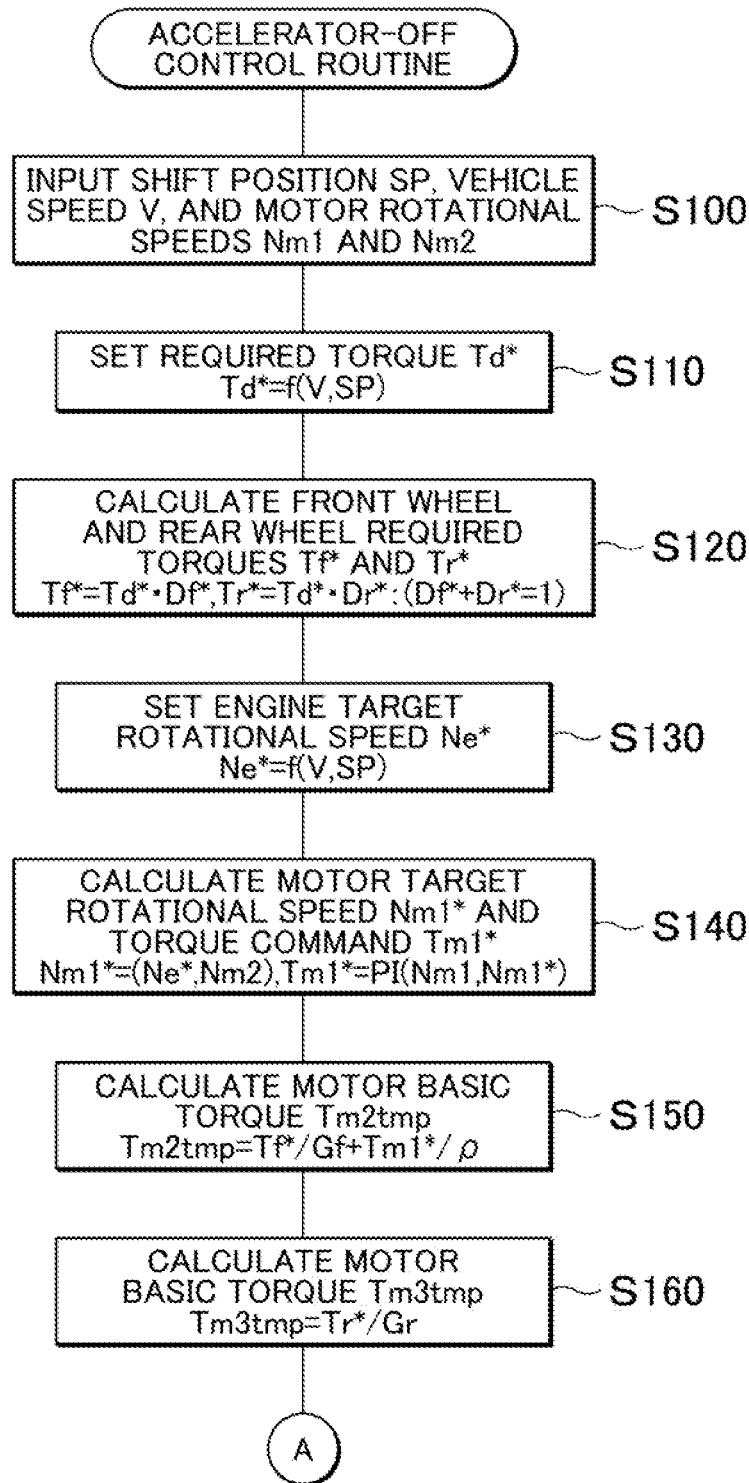 ACCELERATOR-OFF
CONTROL ROUTINE
INPUT SHIFT POSITION SP, VEHICLE
SPEED V, AND MOTOR ROTATIONAL
SPEEDS Nm1 AND Nm2
S100
SET REQUIRED TORQUE Td*
Td*=f(V,SP)
S110
CALCULATE FRONT WHEEL
AND REAR WHEEL REQUIRED
TORQUES Tf* AND Tr*
Tf*=Td*・Df*,Tr*=Td*・Dr*:(Df*+Dr*=1)
S120
SET ENGINE TARGET
ROTATIONAL SPEED Ne*
Ne*=f(V,SP)
S130
CALCULATE MOTOR TARGET
ROTATIONAL SPEED Nm1* AND
TORQUE COMMAND Tm1*
Nm1*=(Ne*,Nm2),Tm1*=PI(Nm1,Nm1*)
S140
CALCULATE MOTOR BASIC
TORQUE Tm2tmp
Tm2tmp=Tf*/Gf+Tm1*/ρ
S150
CALCULATE MOTOR
BASIC TORQUE Tm3tmp
Tm3tmp=Tr*/Gr
S160
A